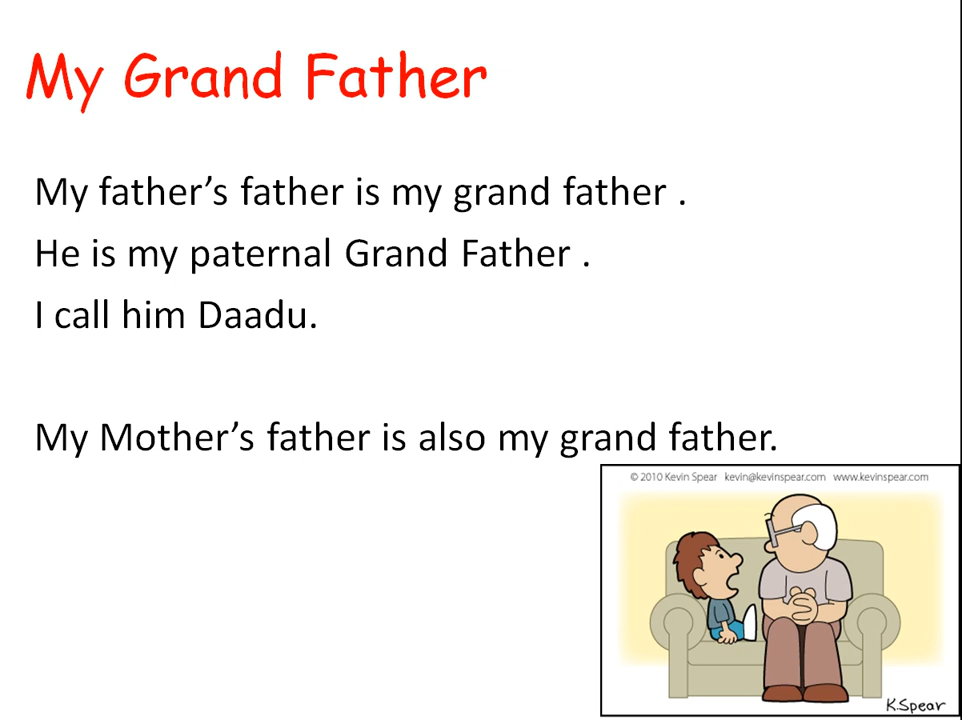 My Grand Father
My father’s father is my grand father .
He is my paternal Grand Father .
I call him Daadu.
My Mother’s father is also my grand father.
© 2010 Kevin Spear kevin@kevinspear.com www.kevinspear.com
K.Spear